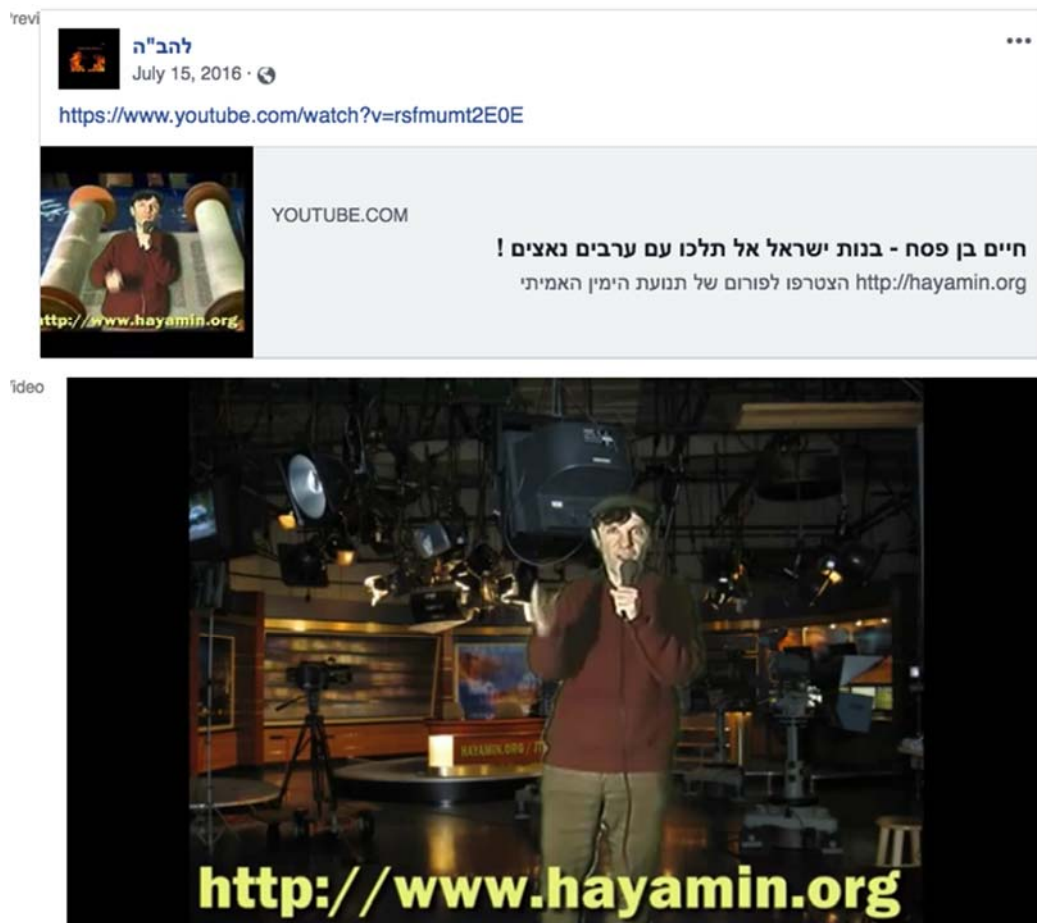 להב"ה
July 15, 2016
https://www.youtube.com/watch?v=rsfmumt2E0E
http://www.hayamin.org
YOUTUBE.COM
חיים בן פסח - בנות ישראל אל תלכו עם ערבים נאצים !
http://hayamin.org הצטרפו לפורום של תנועת הימין האמיתי
HAYAMIN.ORG /
http://www.hayamin.org